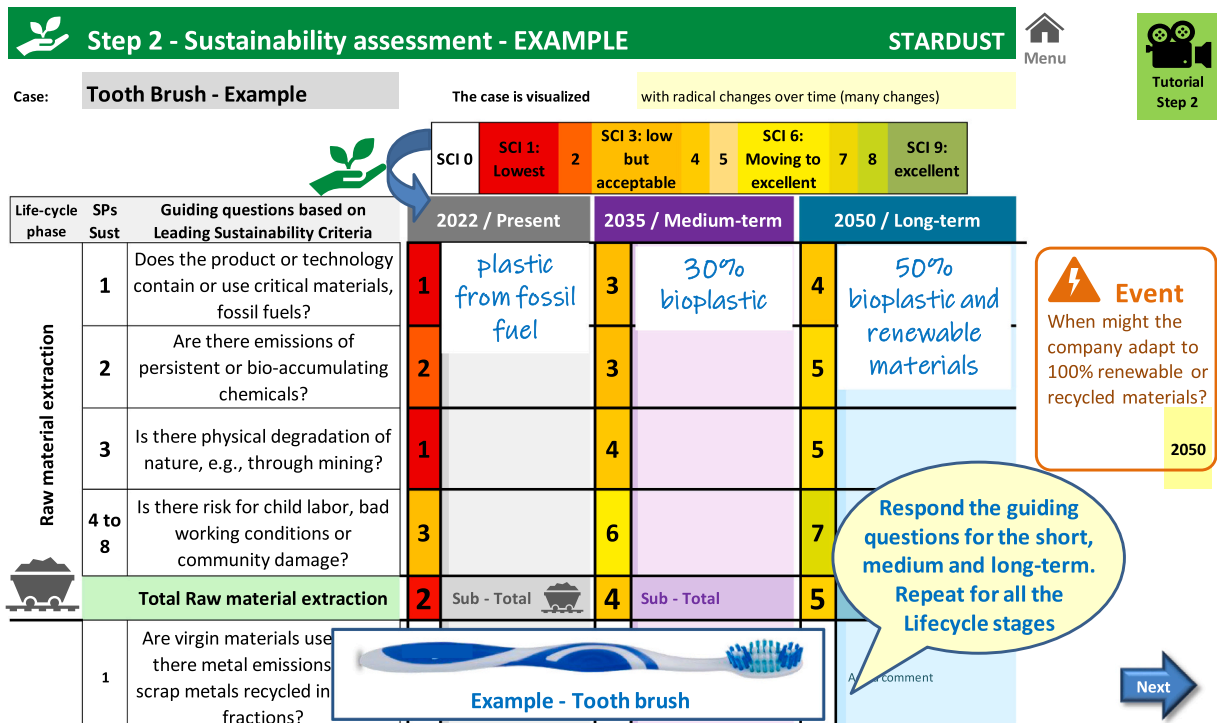 Step 2 - Sustainability assessment - EXAMPLE
STARDUST
Menu
Tutorial
Step 2
Case:
Tooth Brush - Example
The case is visualized
with radical changes over time (many changes)
SCI 0
SCI 1:
Lowest
2
SCI 3: low
but
acceptable
4
5
SCI 6:
Moving to
excellent
7
8
SCI 9:
excellent
Life-cycle
phase
SPs
Sust
Guiding questions based on
Leading Sustainability Criteria
2022 / Present
2035 / Medium-term
2050 / Long-term
Raw material extraction
1
Does the product or technology
contain or use critical materials,
fossil fuels?
1
plastic
from fossil
fuel
3
30%
bioplastic
4
50%
bioplastic and
renewable
materials
2
Are there emissions of
persistent or bio-accumulating
chemicals?
2
3
5
3
Is there physical degradation of
nature, e.g., through mining?
1
4
5
4 to
8
Is there risk for child labor, bad
working conditions or
community damage?
3
6
7
Total Raw material extraction
2
Sub - Total
4
Sub - Total
5
Event
When might the
company adapt to
100% renewable or
recycled materials?
2050
Respond the guiding
questions for the short,
medium and long-term.
Repeat for all the
Lifecycle stages
1
Are virgin materials use
there metal emissions
scrap metals recycled in
fractions?
Example - Tooth brush
comment
Next